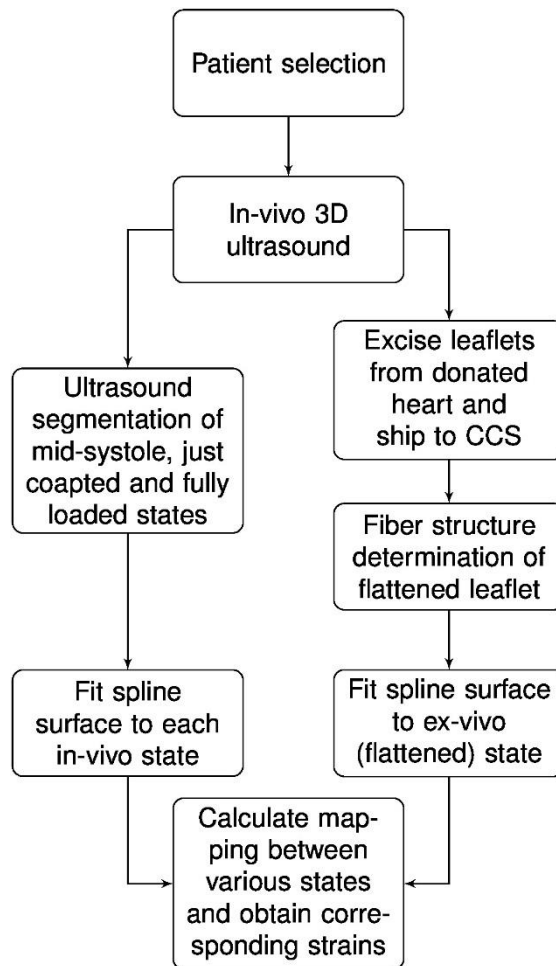 Patient selection
In-vivo 3D
ultrasound
Ultrasound
segmentation of
mid-systole, just
coapted and fully
loaded states
Fit spline
surface to each
in-vivo state
Excise leaflets
from donated
heart and
ship to CCS
Fiber structure
determination of
flattened leaflet
Fit spline surface
to ex-vivo
(flattened) state
Calculate map-
ping between
various states
and obtain corre-
sponding strains